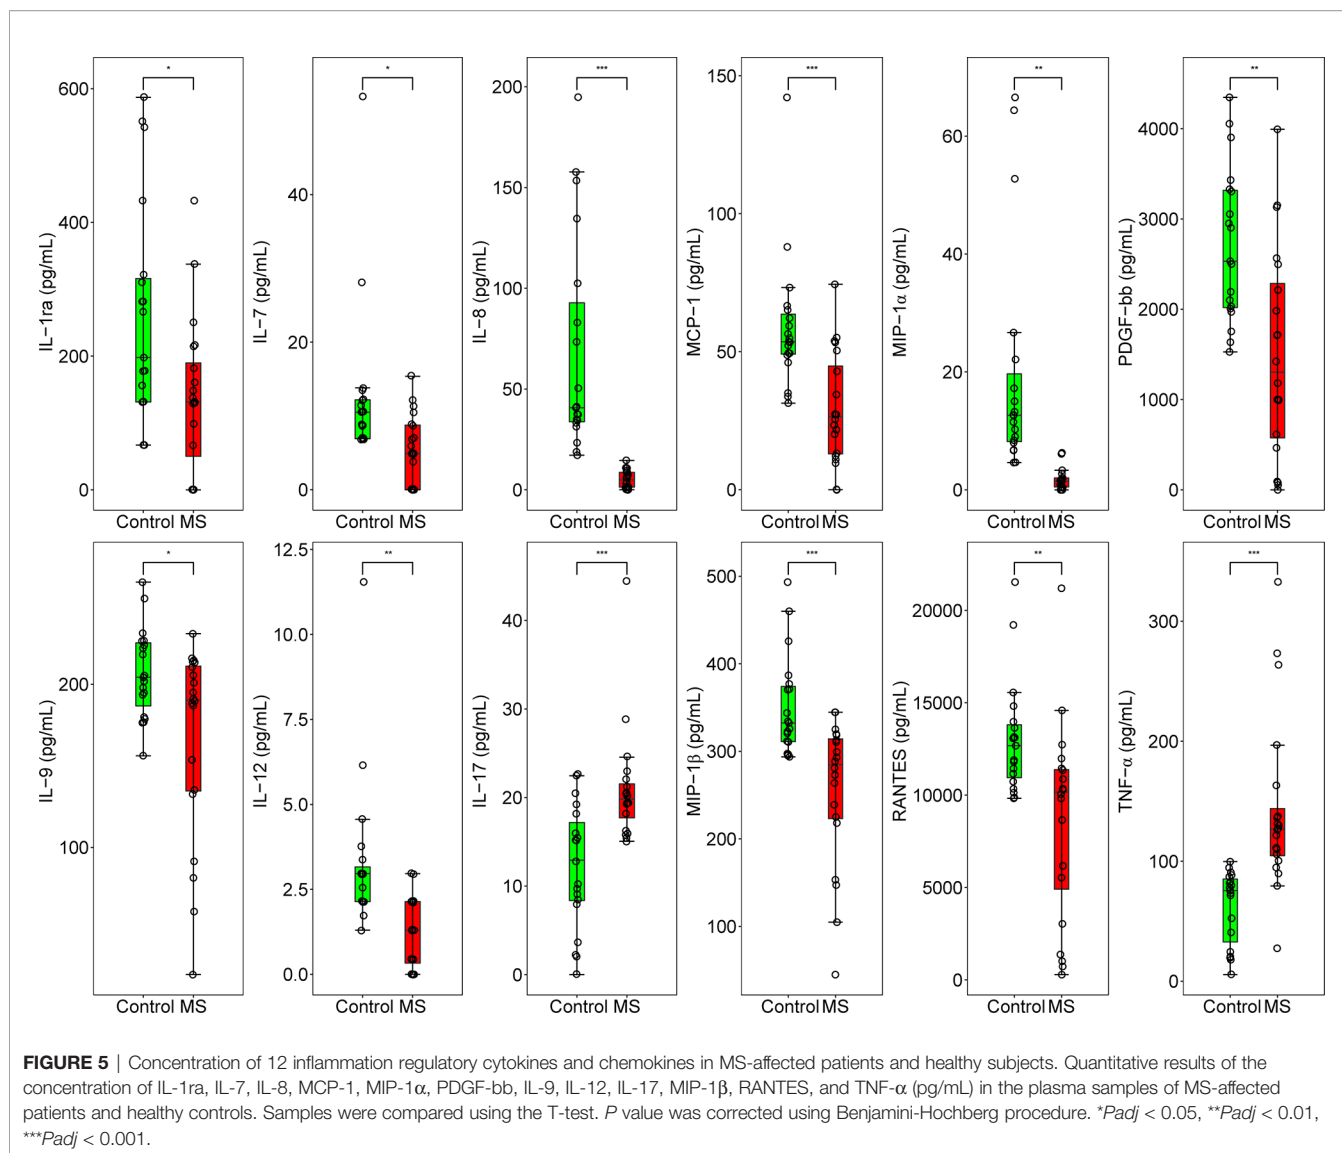 *
600
400
200
0
IL−1ra (pg/mL)
Control MS
*
40
20
0
IL−7 (pg/mL)
Control MS
***
200
150
100
50
0
IL−8 (pg/mL)
Control MS
***
150
100
50
0
MCP−1 (pg/mL)
Control MS
**
60
40
20
0
MIP−1α (pg/mL)
Control MS
**
4000
3000
2000
1000
0
PDGF−bb (pg/mL)
Control MS
*
200
100
IL−9 (pg/mL)
Control MS
**
12.5
10.0
7.5
5.0
2.5
0.0
IL−12 (pg/mL)
Control MS
***
40
30
20
10
0
IL−17 (pg/mL)
Control MS
***
500
400
300
200
100
MIP−1β (pg/mL)
Control MS
**
20000
15000
10000
5000
0
RANTES (pg/mL)
Control MS
***
300
200
100
0
TNF−α (pg/mL)
Control MS
FIGURE 5 | Concentration of 12 inflammation regulatory cytokines and chemokines in MS-affected patients and healthy subjects. Quantitative results of the
concentration of IL-1ra, IL-7, IL-8, MCP-1, MIP-1α, PDGF-bb, IL-9, IL-12, IL-17, MIP-1β, RANTES, and TNF-α (pg/mL) in the plasma samples of MS-affected
patients and healthy controls. Samples were compared using the T-test. P value was corrected using Benjamini-Hochberg procedure. *Padj < 0.05, **Padj < 0.01,
***Padj < 0.001.